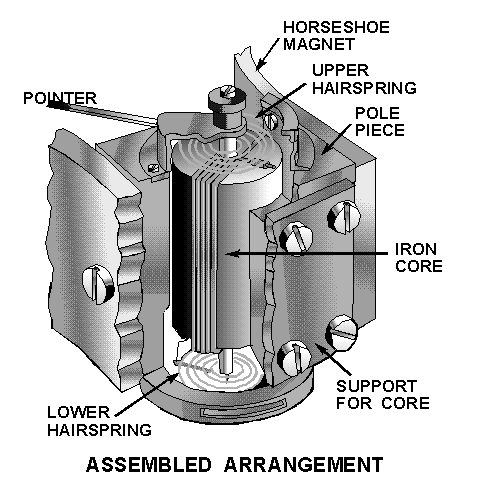 HORSESHOE
MAGNET
UPPER
HAIRSPRING
POINTER
POLE
PIECE
IRON
CORE
SUPPORT
FOR CORE
LOWER
HAIRSPRING
ASSEMBLED ARRANGEMENT